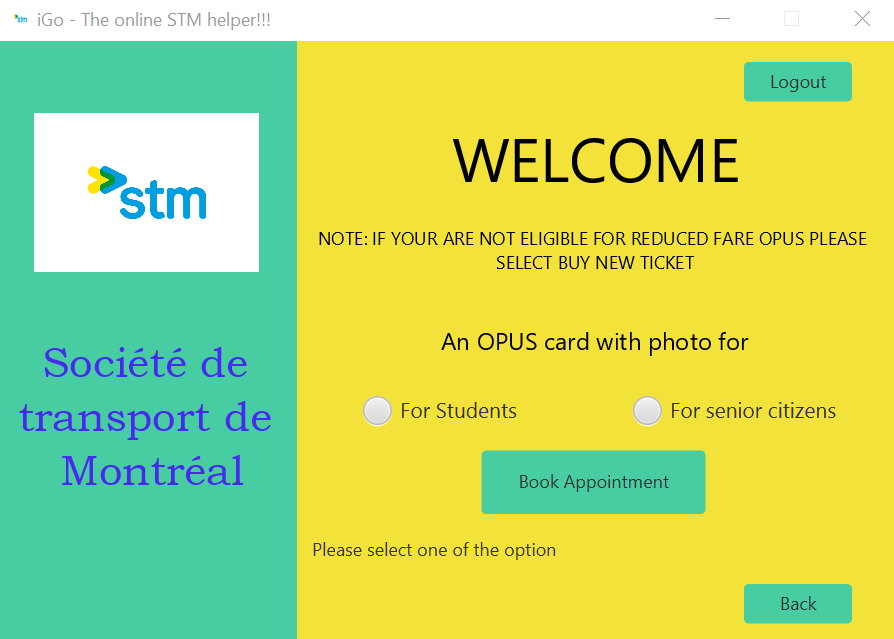 stm iGo - The online STM helper!!!
Logout
stm
WELCOME
NOTE: IF YOUR ARE NOT ELIGIBLE FOR REDUCED FARE OPUS PLEASE
SELECT BUY NEW TICKET
Société de
transport de
Montréal
An OPUS card with photo for
For Students
For senior citizens
Book Appointment
Please select one of the option
Back